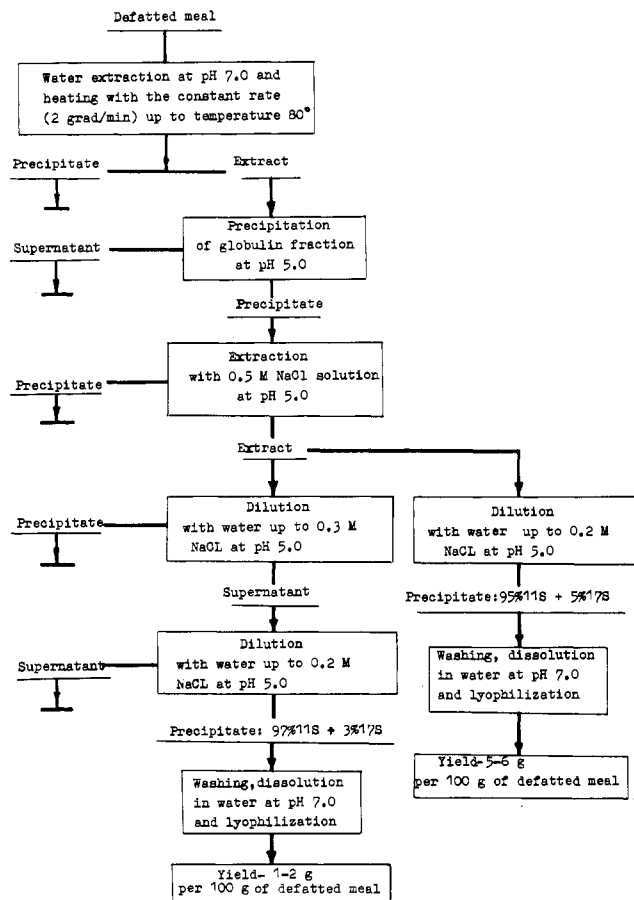 Defatted meal
Water extraction at pH 7.0 and
heating with the constant rate
(2 grad/min) up to temperature 80°
Precipitate
Extract
Precipitation
of globulin fraction
at pH 5.0
Supernatant
Precipitate
Extraction
with 0.5 M NaCl solution
at pH 5.0
Precipitate
Extract
Dilution
with water up to 0.3 M
NaCL at pH 5.0
Precipitate
Dilution
with water up to 0.2 M
NaCL at pH 5.0
Supernatant
Precipitate:95%11S + 5%17S
Dilution
with water up to 0.2 M
NaCL at pH 5.0
Supernatant
Washing, dissolution
in water at pH 7.0
and lyophilization
Precipitate: 97%11S + 3%17S
Yield-5-6 g
per 100 g of defatted meal
Washing,dissolution
in water at pH 7.0
and lyophilization
Yield- 1-2 g
per 100 g of defatted meal